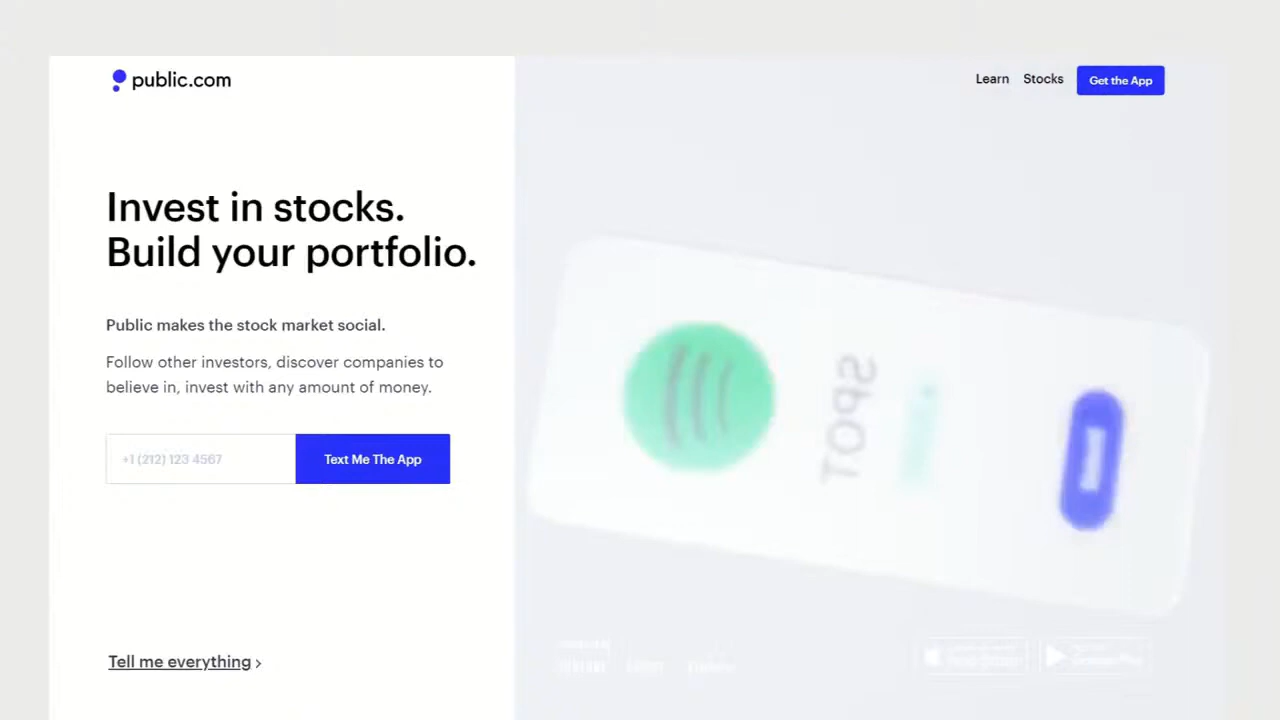 public.com
Learn Stocks Get the App
Invest in stocks.
Build your portfolio.
Public makes the stock market social.
Follow other investors, discover companies to
believe in, invest with any amount of money.
+1 (212) 123 4567 Text Me The App
SPOT
Tell me everything ›